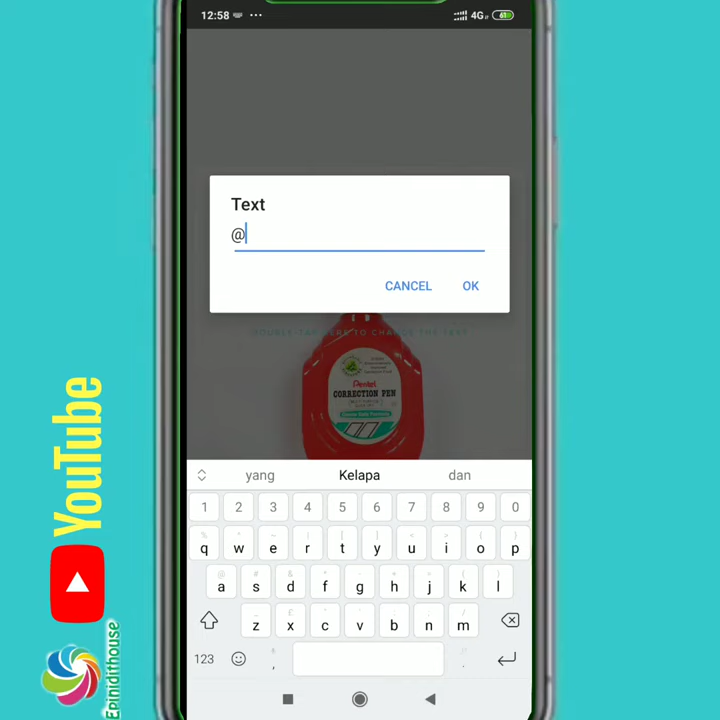 12:58
4G
61
Text
@
CANCEL
OK
DOUBLE-TAP HERE TO CHANGE THE TEXT
Pentel
CORRECTION PEN
yang
Kelapa
dan
1 2 3 4 5 6 7 8 9 0
q w e r t y u i o p
a s d f g h j k l
z x c v b n m
123 , .
YouTube
Epinidithouse